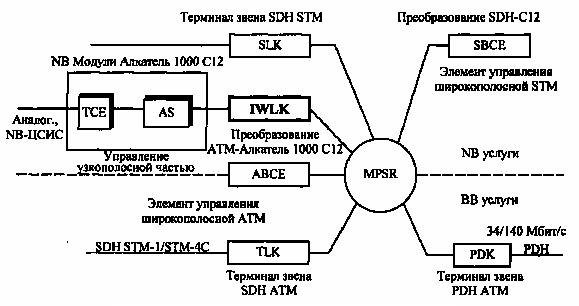 Терминал звена SDH STM
SLK
Преобразование SDH-C12
SBCE
Элемент управления
широкополосной STM
NB Модули Алкатель 1000 С12
TCE
AS
IWLK
Аналог.,
NB-ЦСИС
Преобразование
АТМ-Алкатель 1000 С12
Управление
узкополосной частью
ABCE
MPSR
NB услуги
BB услуги
Элемент управления
широкополосной ATM
SDH STM-1/STM-4C
TLK
Терминал звена
SDH ATM
34/140 Мбит/с
PDK
PDH
Терминал звена
PDH ATM